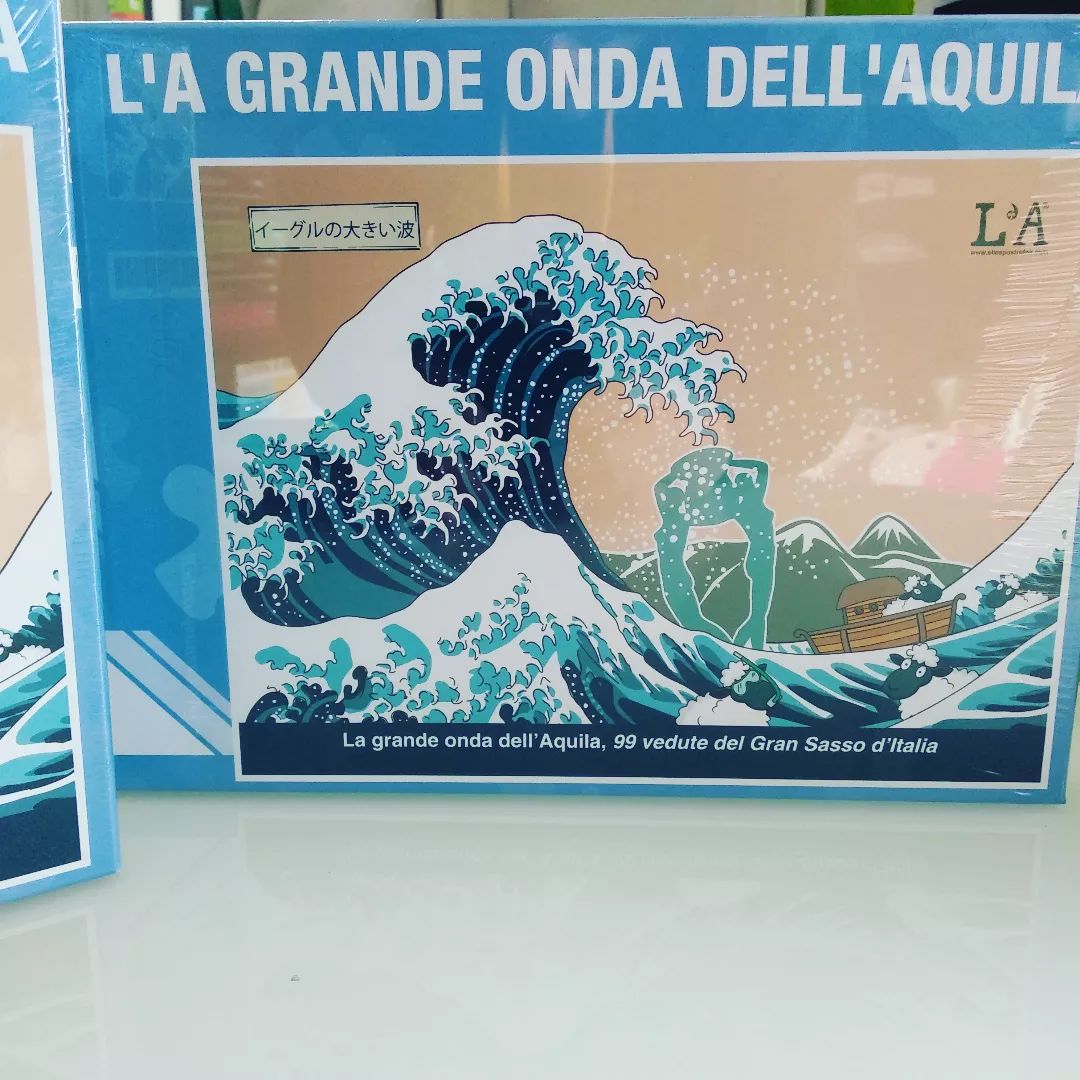 A
L'A GRANDE ONDA DELL'AQUIL
イーグルの大きい波
L'A
La grande onda dell'Aquila, 99 vedute del Gran Sasso d'Italia